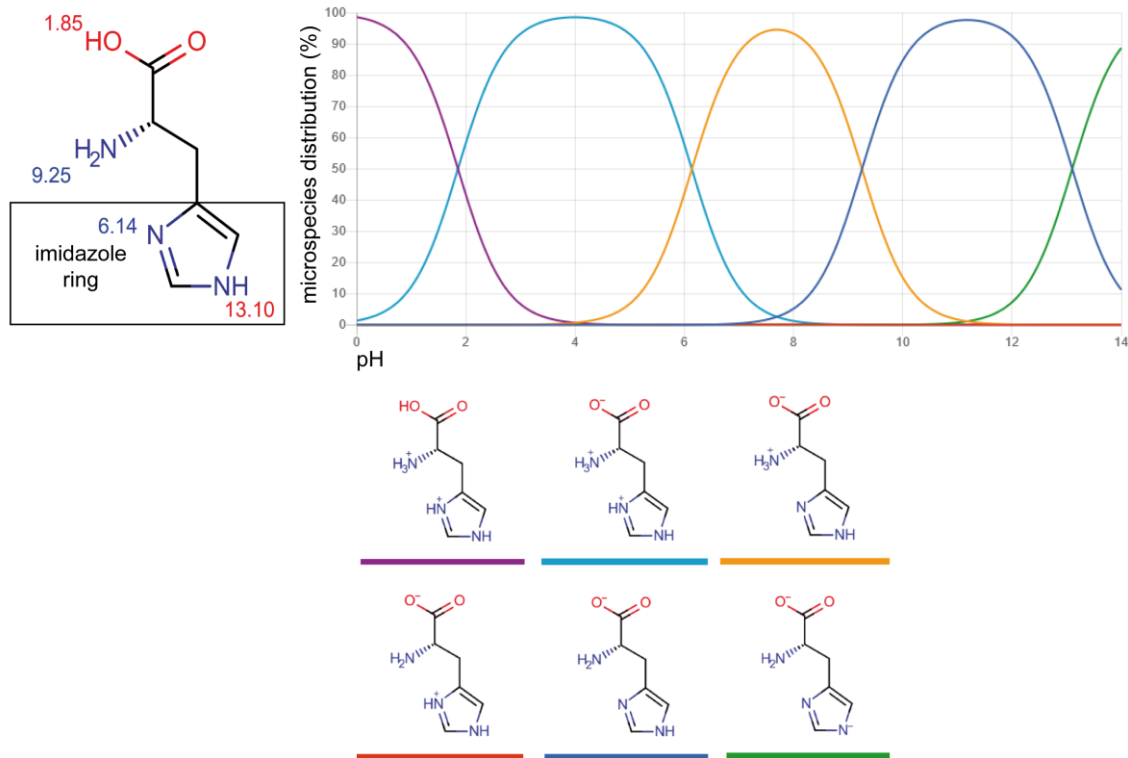 1.85
HO
O
H₂N
9.25
6.14
N
imidazole
ring
NH
13.10
microspecies distribution (%)
100
90
80
70
60
50
40
30
20
10
0
0 2 4 6 8 10 12 14
pH
HO O
H₃N⁺
HN⁺
NH
O⁻ O
H₃N⁺
HN⁺
NH
O⁻ O
H₃N⁺
N
NH
O⁻ O
H₂N
HN⁺
NH
O⁻ O
H₂N
N
NH
O⁻ O
H₂N
N
N⁻